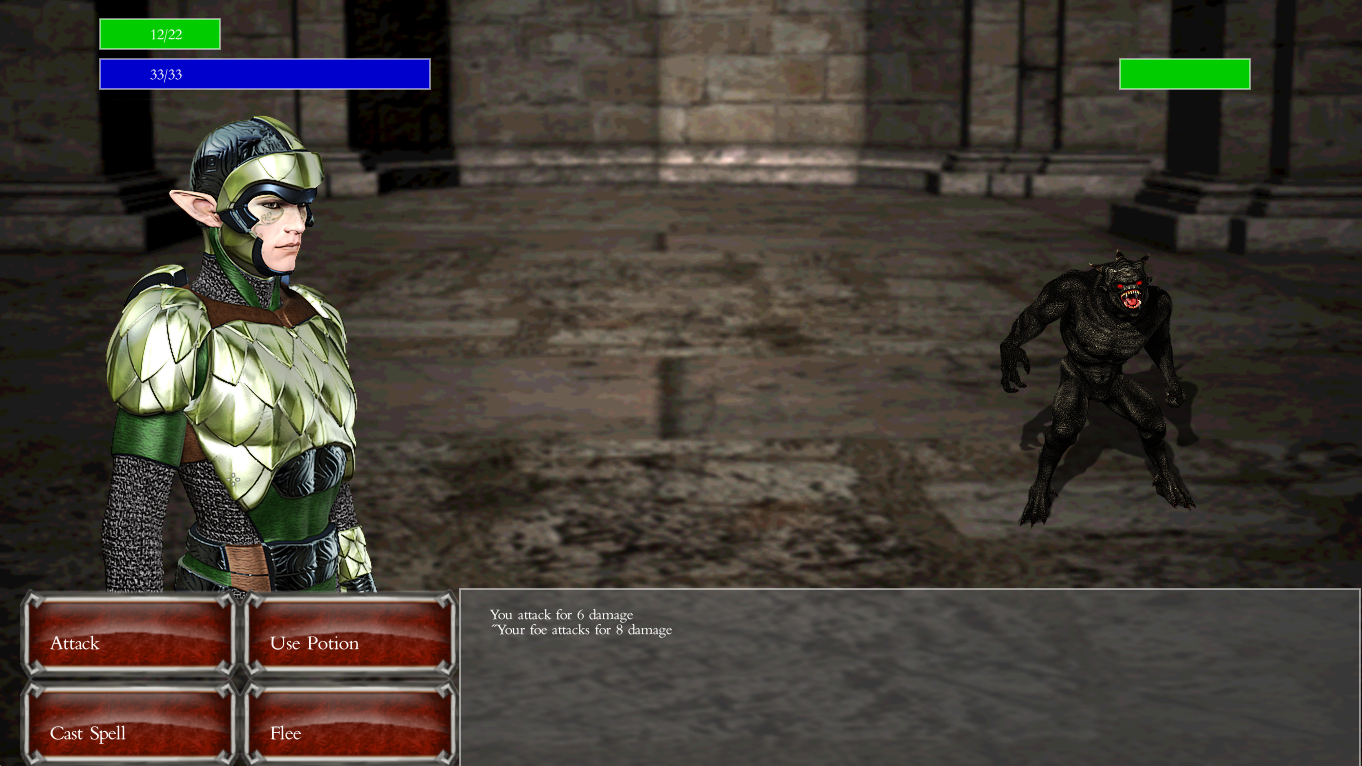 12/22
33/33
You attack for 6 damage
~Your foe attacks for 8 damage
Attack
Use Potion
Cast Spell
Flee